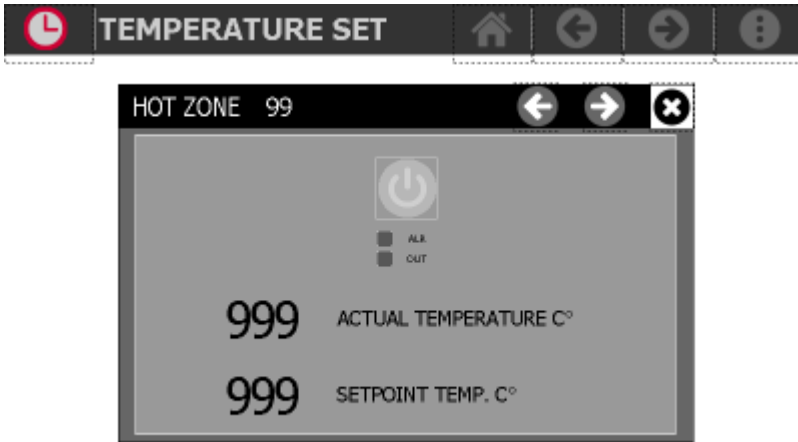 TEMPERATURE SET
HOT ZONE 99
ALR
OUT
999 ACTUAL TEMPERATURE C°
999 SETPOINT TEMP. C°